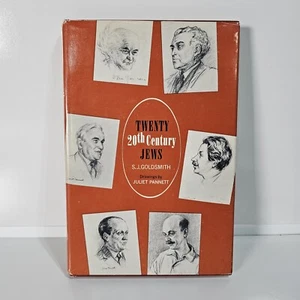 TWENTY
20th Century
JEWS
S.J.GOLDSMITH
Drawings by
JULIET PANNETT